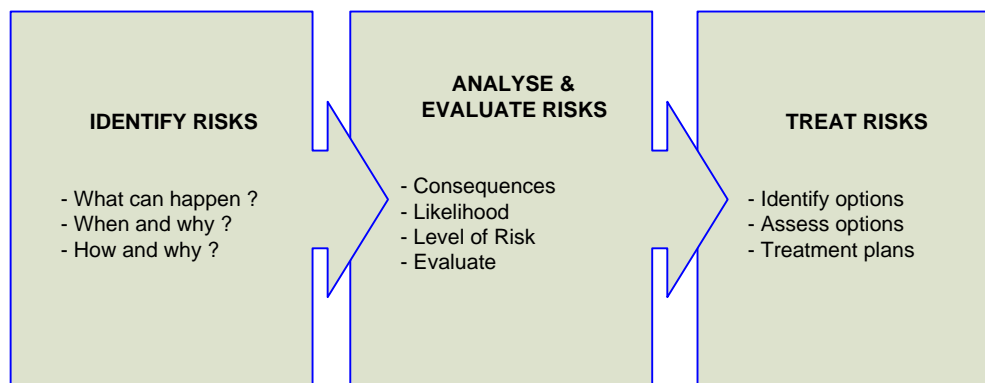 IDENTIFY RISKS
- What can happen ?
- When and why ?
- How and why ?
ANALYSE &
EVALUATE RISKS
- Consequences
- Likelihood
- Level of Risk
- Evaluate
TREAT RISKS
- Identify options
- Assess options
- Treatment plans